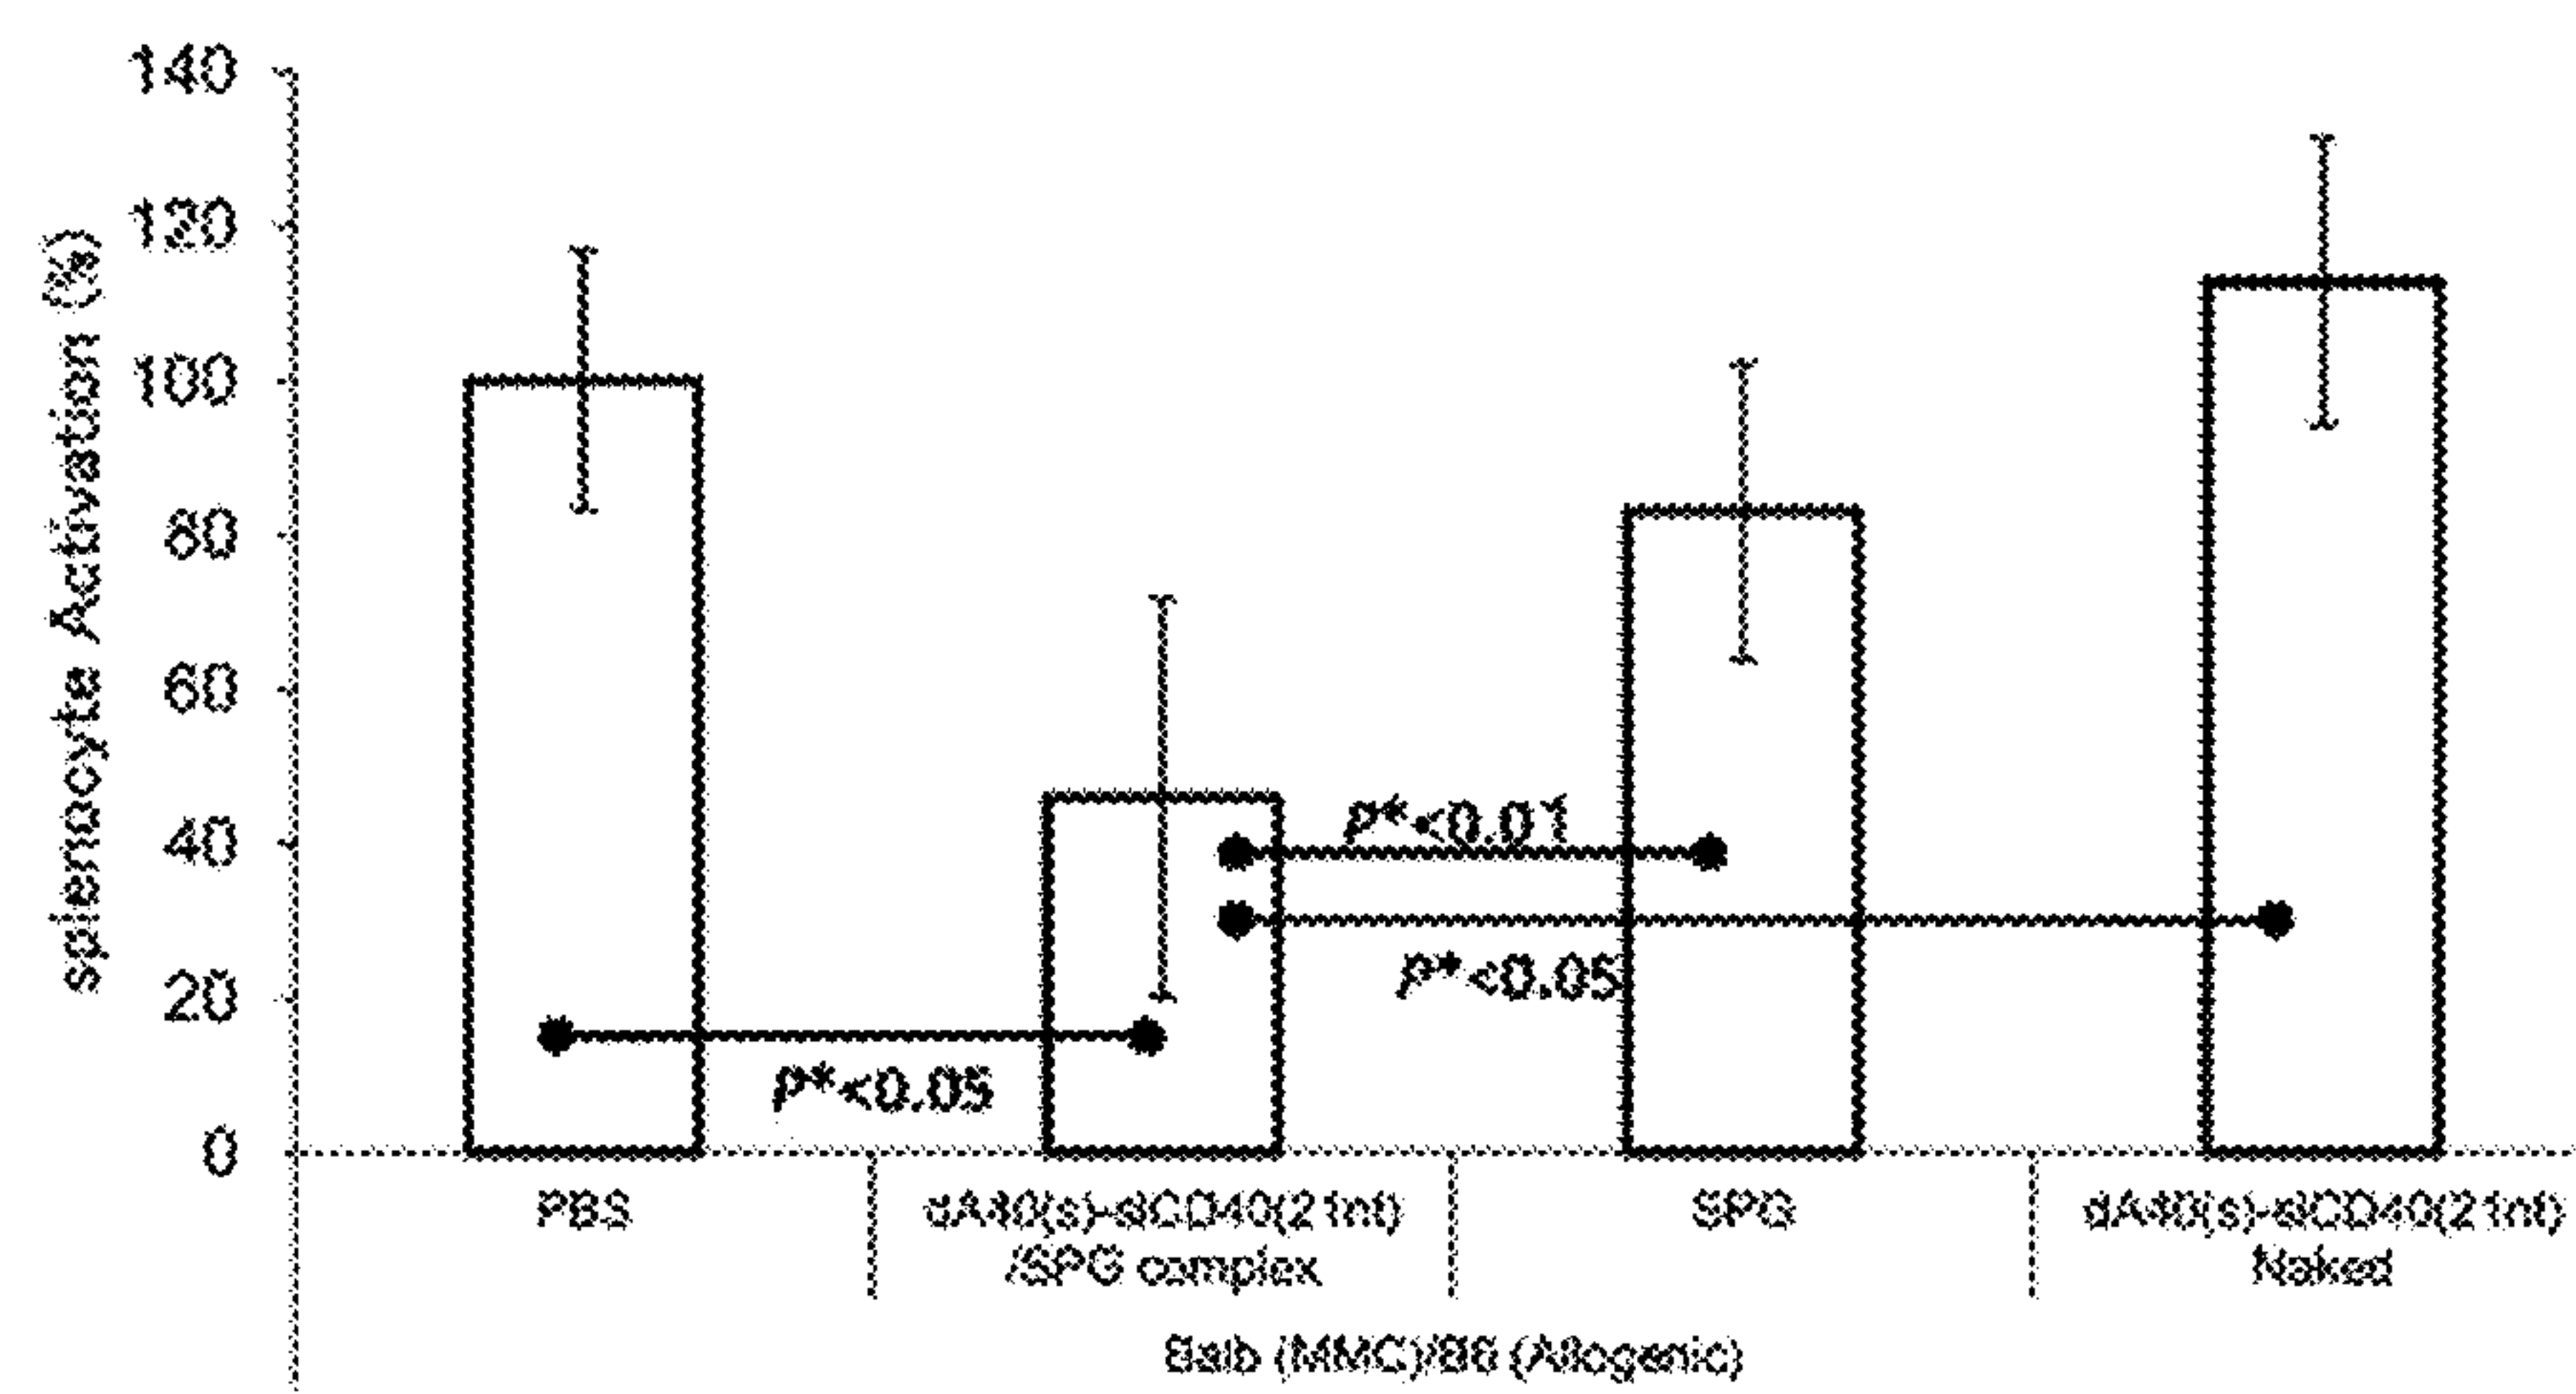 140
120
100
80
60
40
20
0
splenocyte Activation (%)
P*<0.01
P*<0.05
P*<0.05
PBS
dA40(s)-siCD40(21nt)
/SPG complex
SPG
dA40(s)-siCD40(21nt)
Naked
Balb (MMC)/B6 (Allogenic)